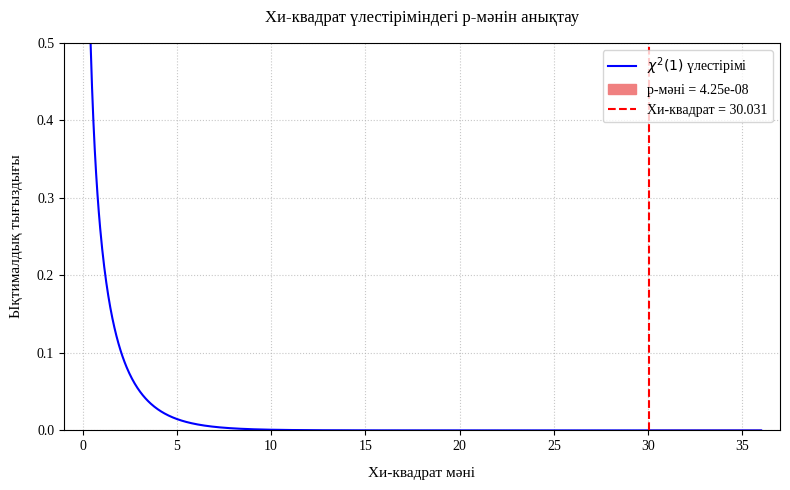 Хи-квадрат үлестіріміндегі p-мәнін анықтау
χ²(1) үлестірімі
p-мәні = 4.25e-08
Хи-квадрат = 30.031
Ықтималдық тығыздығы
0.5
0.4
0.3
0.2
0.1
0.0
0 5 10 15 20 25 30 35
Хи-квадрат мәні